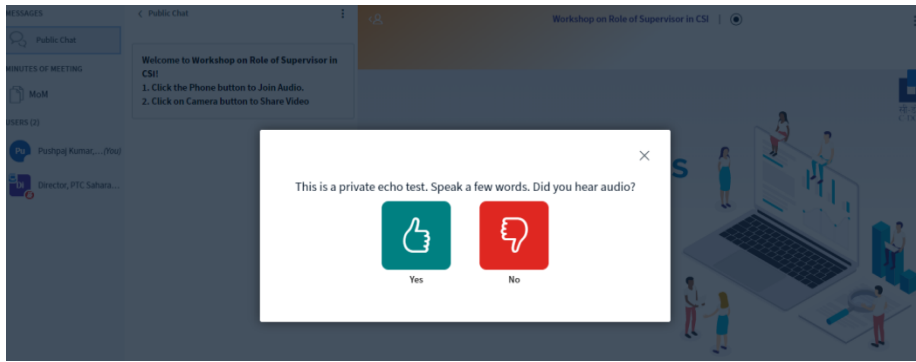 MESSAGES
Public Chat
MINUTES OF MEETING
MoM
USERS (2)
Po
Pushpaj Kumar,... (You)
DI
Director, PTC Sahara...
Public Chat
Welcome to Workshop on Role of Supervisor in
CSI!
1. Click the Phone button to Join Audio.
2. Click on Camera button to Share Video
Workshop on Role of Supervisor in CSI
This is a private echo test. Speak a few words. Did you hear audio?
Yes
No